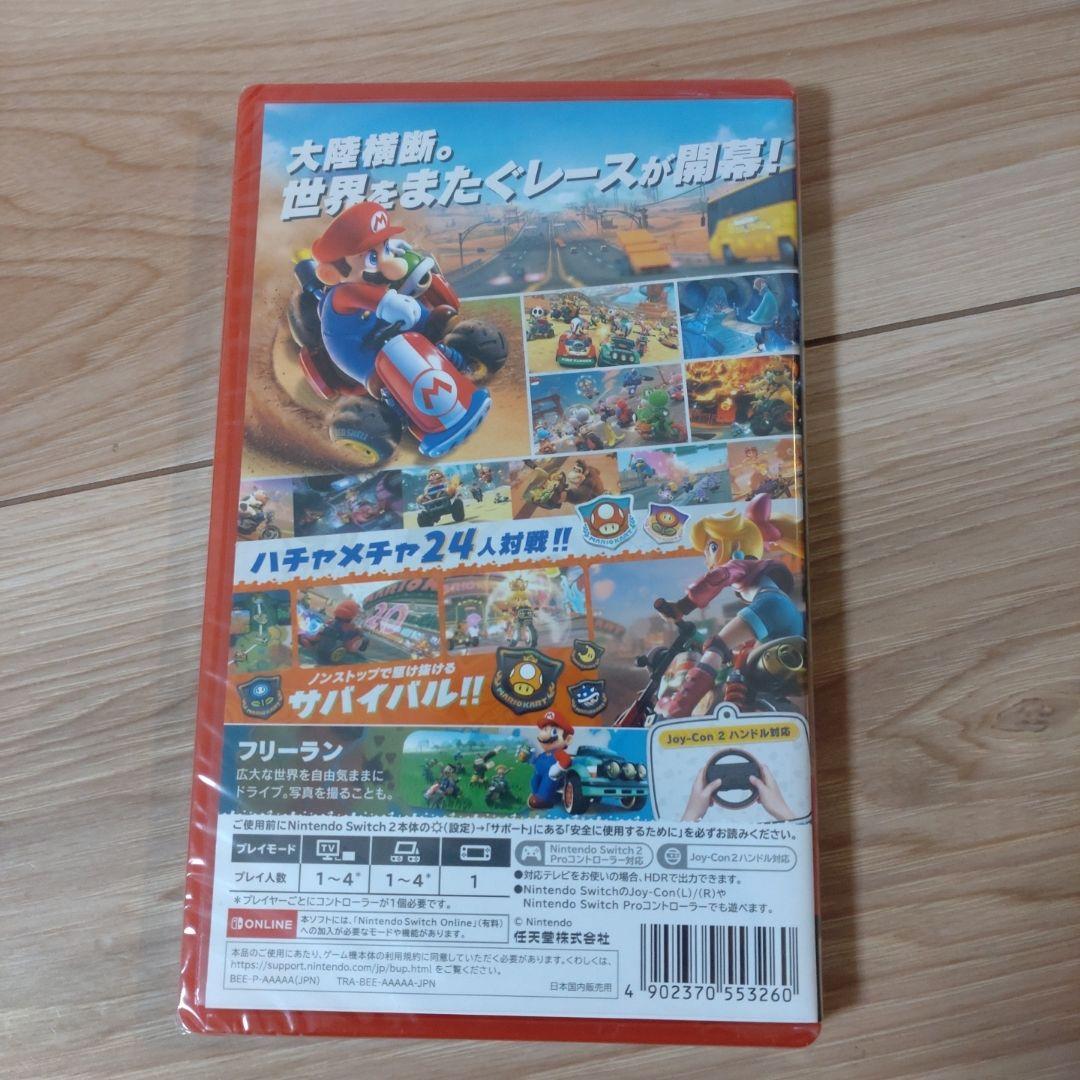 大陸横断。
世界をまたぐレースが開幕!
ハチャメチャ24人対戦!!
MARIO KART
ノンストップで駆け抜ける
サバイバル!!
MARIO KART
フリーラン
広大な世界を自由気ままに
ドライブ。写真を撮ることも。
Joy-Con 2 ハンドル対応
ご使用前にNintendo Switch 2本体の(設定)→「サポート」にある「安全に使用するために」を必ずお読みください。
プレイモード TV
プレイ人数 1～4* 1～4* 1
*プレイヤーごとにコントローラーが1個必要です。
Nintendo Switch 2
Proコントローラー対応
Joy-Con 2ハンドル対応
●対応テレビをお使いの場合、HDRで出力できます。
●Nintendo SwitchのJoy-Con(L)/(R)や
Nintendo Switch Proコントローラーでも遊べます。
ONLINE
本ソフトには、「Nintendo Switch Online」(有料)
への加入が必要なモードや機能があります。
© Nintendo
任天堂株式会社
本品のご使用にあたり、ゲーム機本体の利用規約に同意していただく必要があります。くわしくは、
https://support.nintendo.com/jp/bup.html をご覧ください。
BEE-P-AAAAA(JPN) TRA-BEE-AAAAA-JPN
日本国内販売用
4 902370 553260